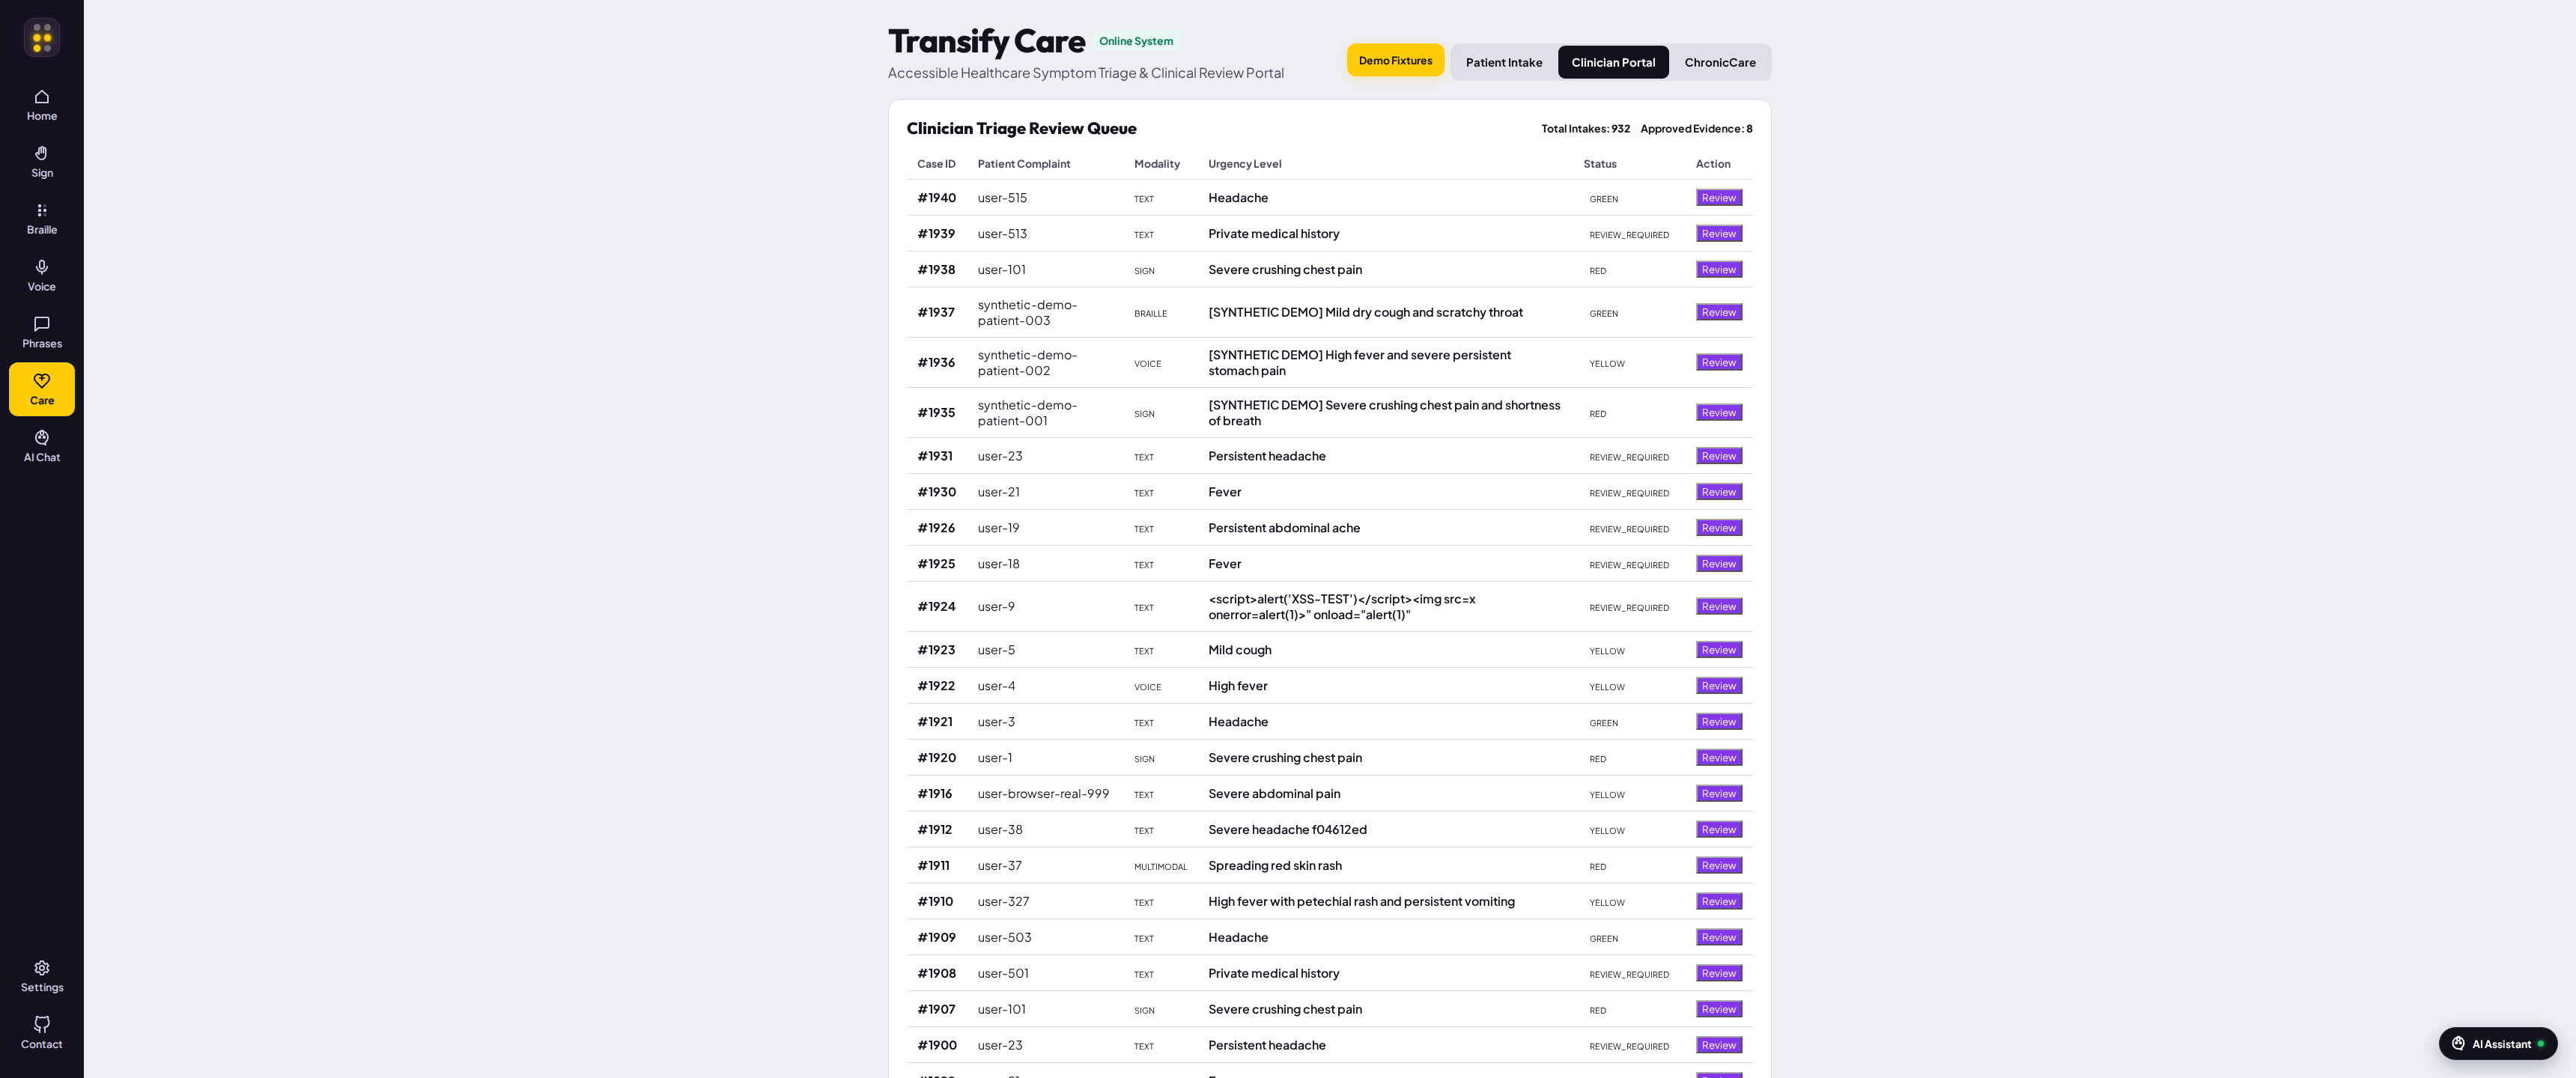 Home
Sign
Braille
Voice
Phrases
Care
AI Chat
Settings
Contact
Transify Care
Online System
Accessible Healthcare Symptom Triage & Clinical Review Portal
Demo Fixtures
Patient Intake
Clinician Portal
ChronicCare
Clinician Triage Review Queue
Total Intakes: 932 Approved Evidence: 8
Case ID Patient Complaint Modality Urgency Level Status Action
#1940 user-515 TEXT Headache GREEN Review
#1939 user-513 TEXT Private medical history REVIEW_REQUIRED Review
#1938 user-101 SIGN Severe crushing chest pain RED Review
#1937 synthetic-demo-patient-003 BRAILLE [SYNTHETIC DEMO] Mild dry cough and scratchy throat GREEN Review
#1936 synthetic-demo-patient-002 VOICE [SYNTHETIC DEMO] High fever and severe persistent stomach pain YELLOW Review
#1935 synthetic-demo-patient-001 SIGN [SYNTHETIC DEMO] Severe crushing chest pain and shortness of breath RED Review
#1931 user-23 TEXT Persistent headache REVIEW_REQUIRED Review
#1930 user-21 TEXT Fever REVIEW_REQUIRED Review
#1926 user-19 TEXT Persistent abdominal ache REVIEW_REQUIRED Review
#1925 user-18 TEXT Fever REVIEW_REQUIRED Review
#1924 user-9 TEXT <script>alert('XSS-TEST')</script><img src=x onerror=alert(1)>" onload="alert(1)" REVIEW_REQUIRED Review
#1923 user-5 TEXT Mild cough YELLOW Review
#1922 user-4 VOICE High fever YELLOW Review
#1921 user-3 TEXT Headache GREEN Review
#1920 user-1 SIGN Severe crushing chest pain RED Review
#1916 user-browser-real-999 TEXT Severe abdominal pain YELLOW Review
#1912 user-38 TEXT Severe headache f04612ed YELLOW Review
#1911 user-37 MULTIMODAL Spreading red skin rash RED Review
#1910 user-327 TEXT High fever with petechial rash and persistent vomiting YELLOW Review
#1909 user-503 TEXT Headache GREEN Review
#1908 user-501 TEXT Private medical history REVIEW_REQUIRED Review
#1907 user-101 SIGN Severe crushing chest pain RED Review
#1900 user-23 TEXT Persistent headache REVIEW_REQUIRED Review
AI Assistant